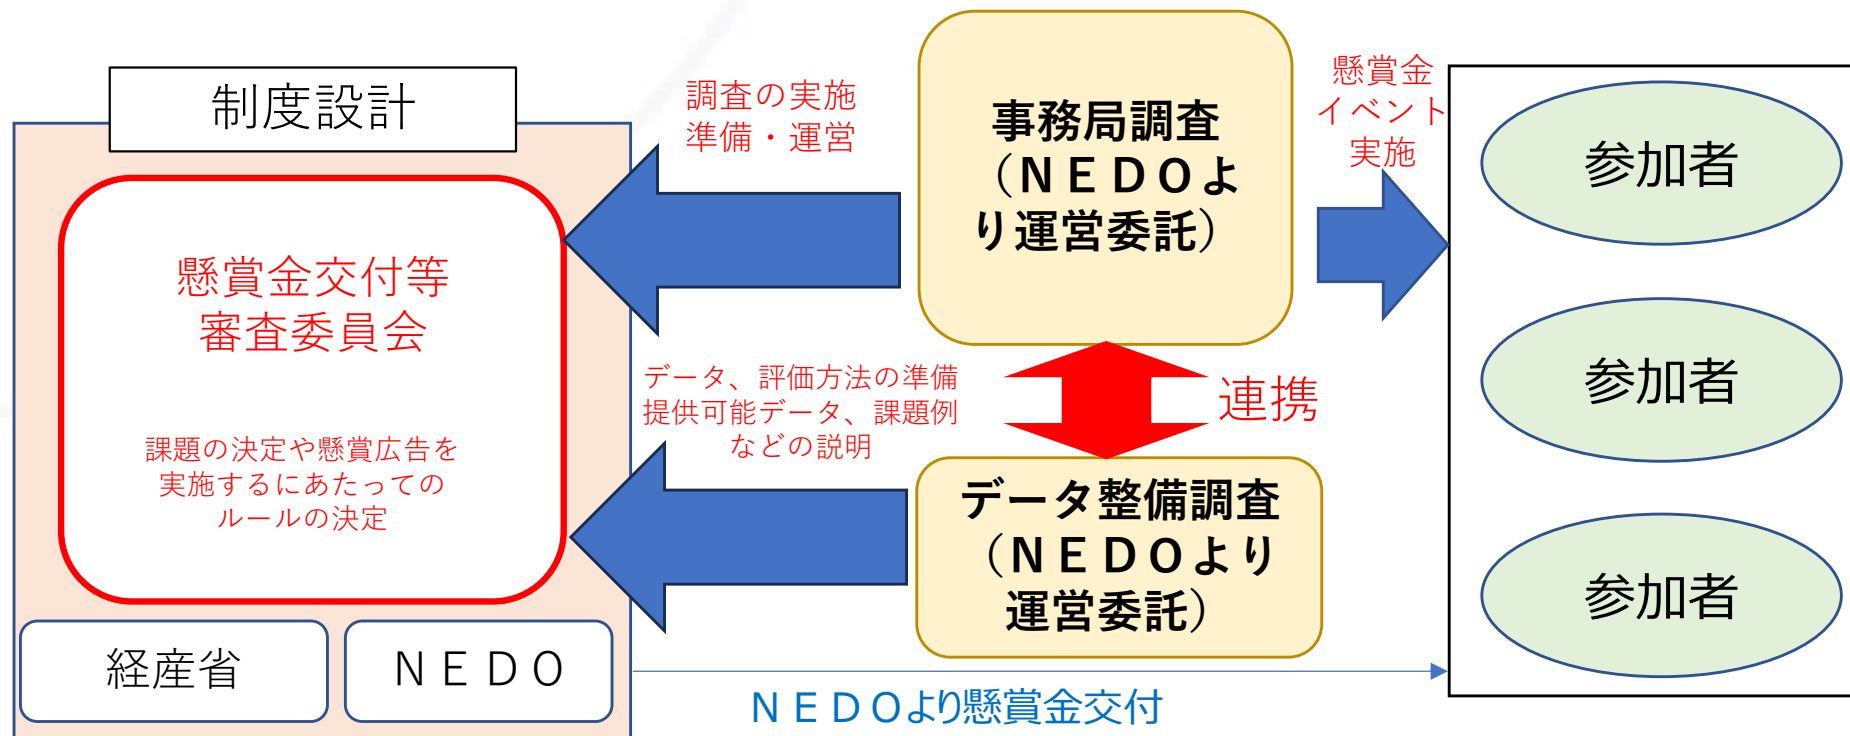 制度設計
懸賞金交付等
審査委員会
課題の決定や懸賞広告を
実施するにあたっての
ルールの決定
経産省
ＮＥＤＯ
調査の実施
準備・運営
データ、評価方法の準備
提供可能データ、課題例
などの説明
事務局調査
（ＮＥＤＯよ
り運営委託）
連携
データ整備調査
（ＮＥＤＯより
運営委託）
懸賞金
イベント
実施
参加者
参加者
参加者
ＮＥＤＯより懸賞金交付